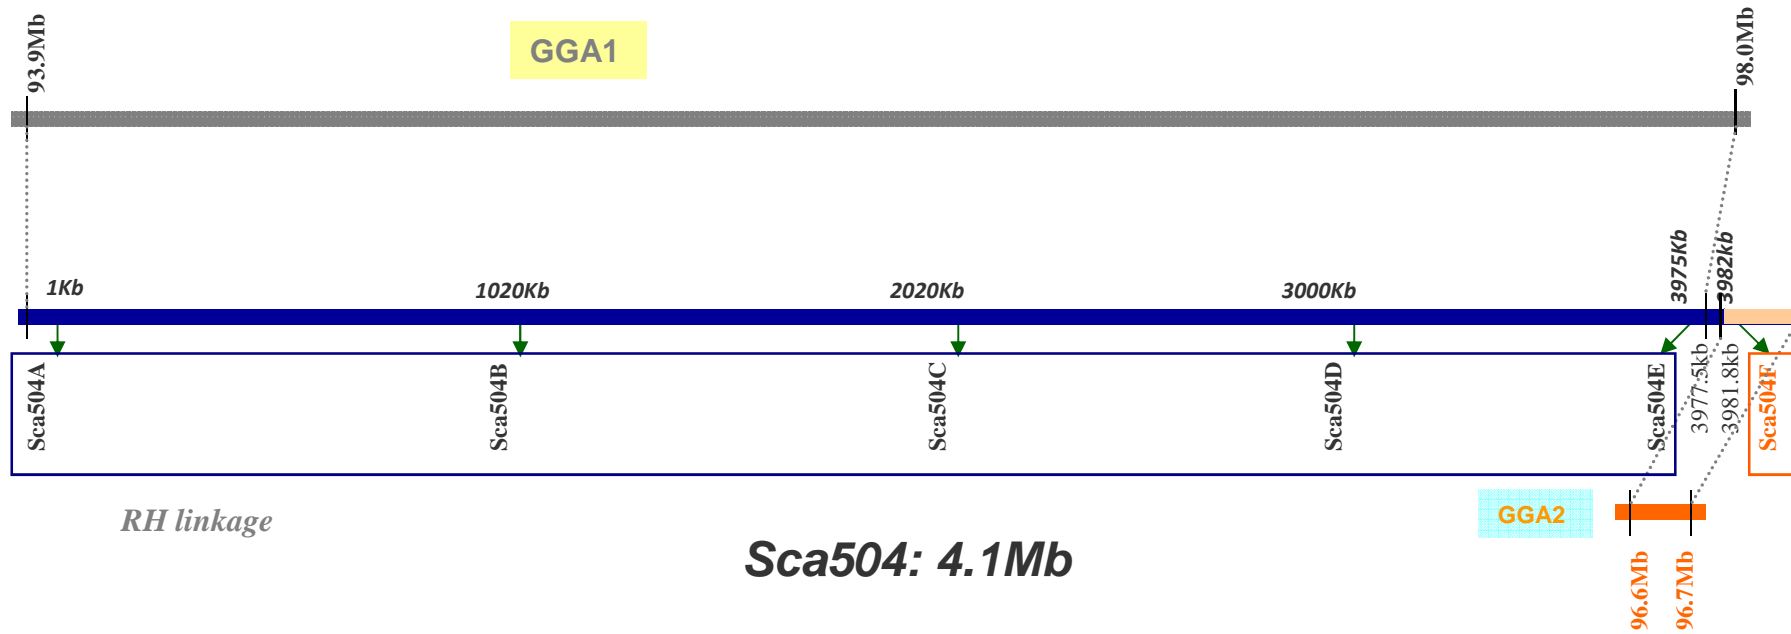 93.9Mb
GGA1
98.0Mb
1Kb
1020Kb
2020Kb
3000Kb
3975Kb
3982kb
Sca504A
Sca504B
Sca504C
Sca504D
Sca504E
3977.5kb
3981.8kb
Sca504F
RH linkage
GGA2
Sca504: 4.1Mb
96.6Mb
96.7Mb